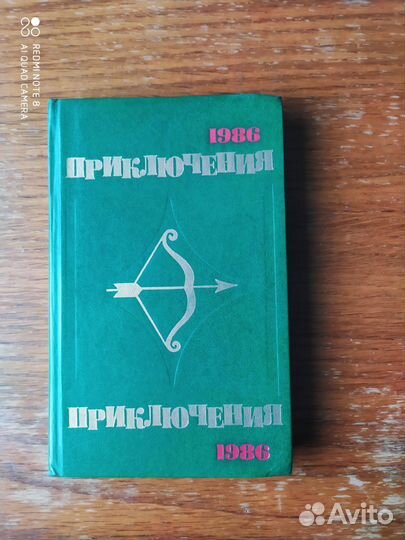 REDMI NOTE 8
AI QUAD CAMERA
1986
ПРИКЛЮЧЕНИЯ
ПРИКЛЮЧЕНИЯ
1986
Avito